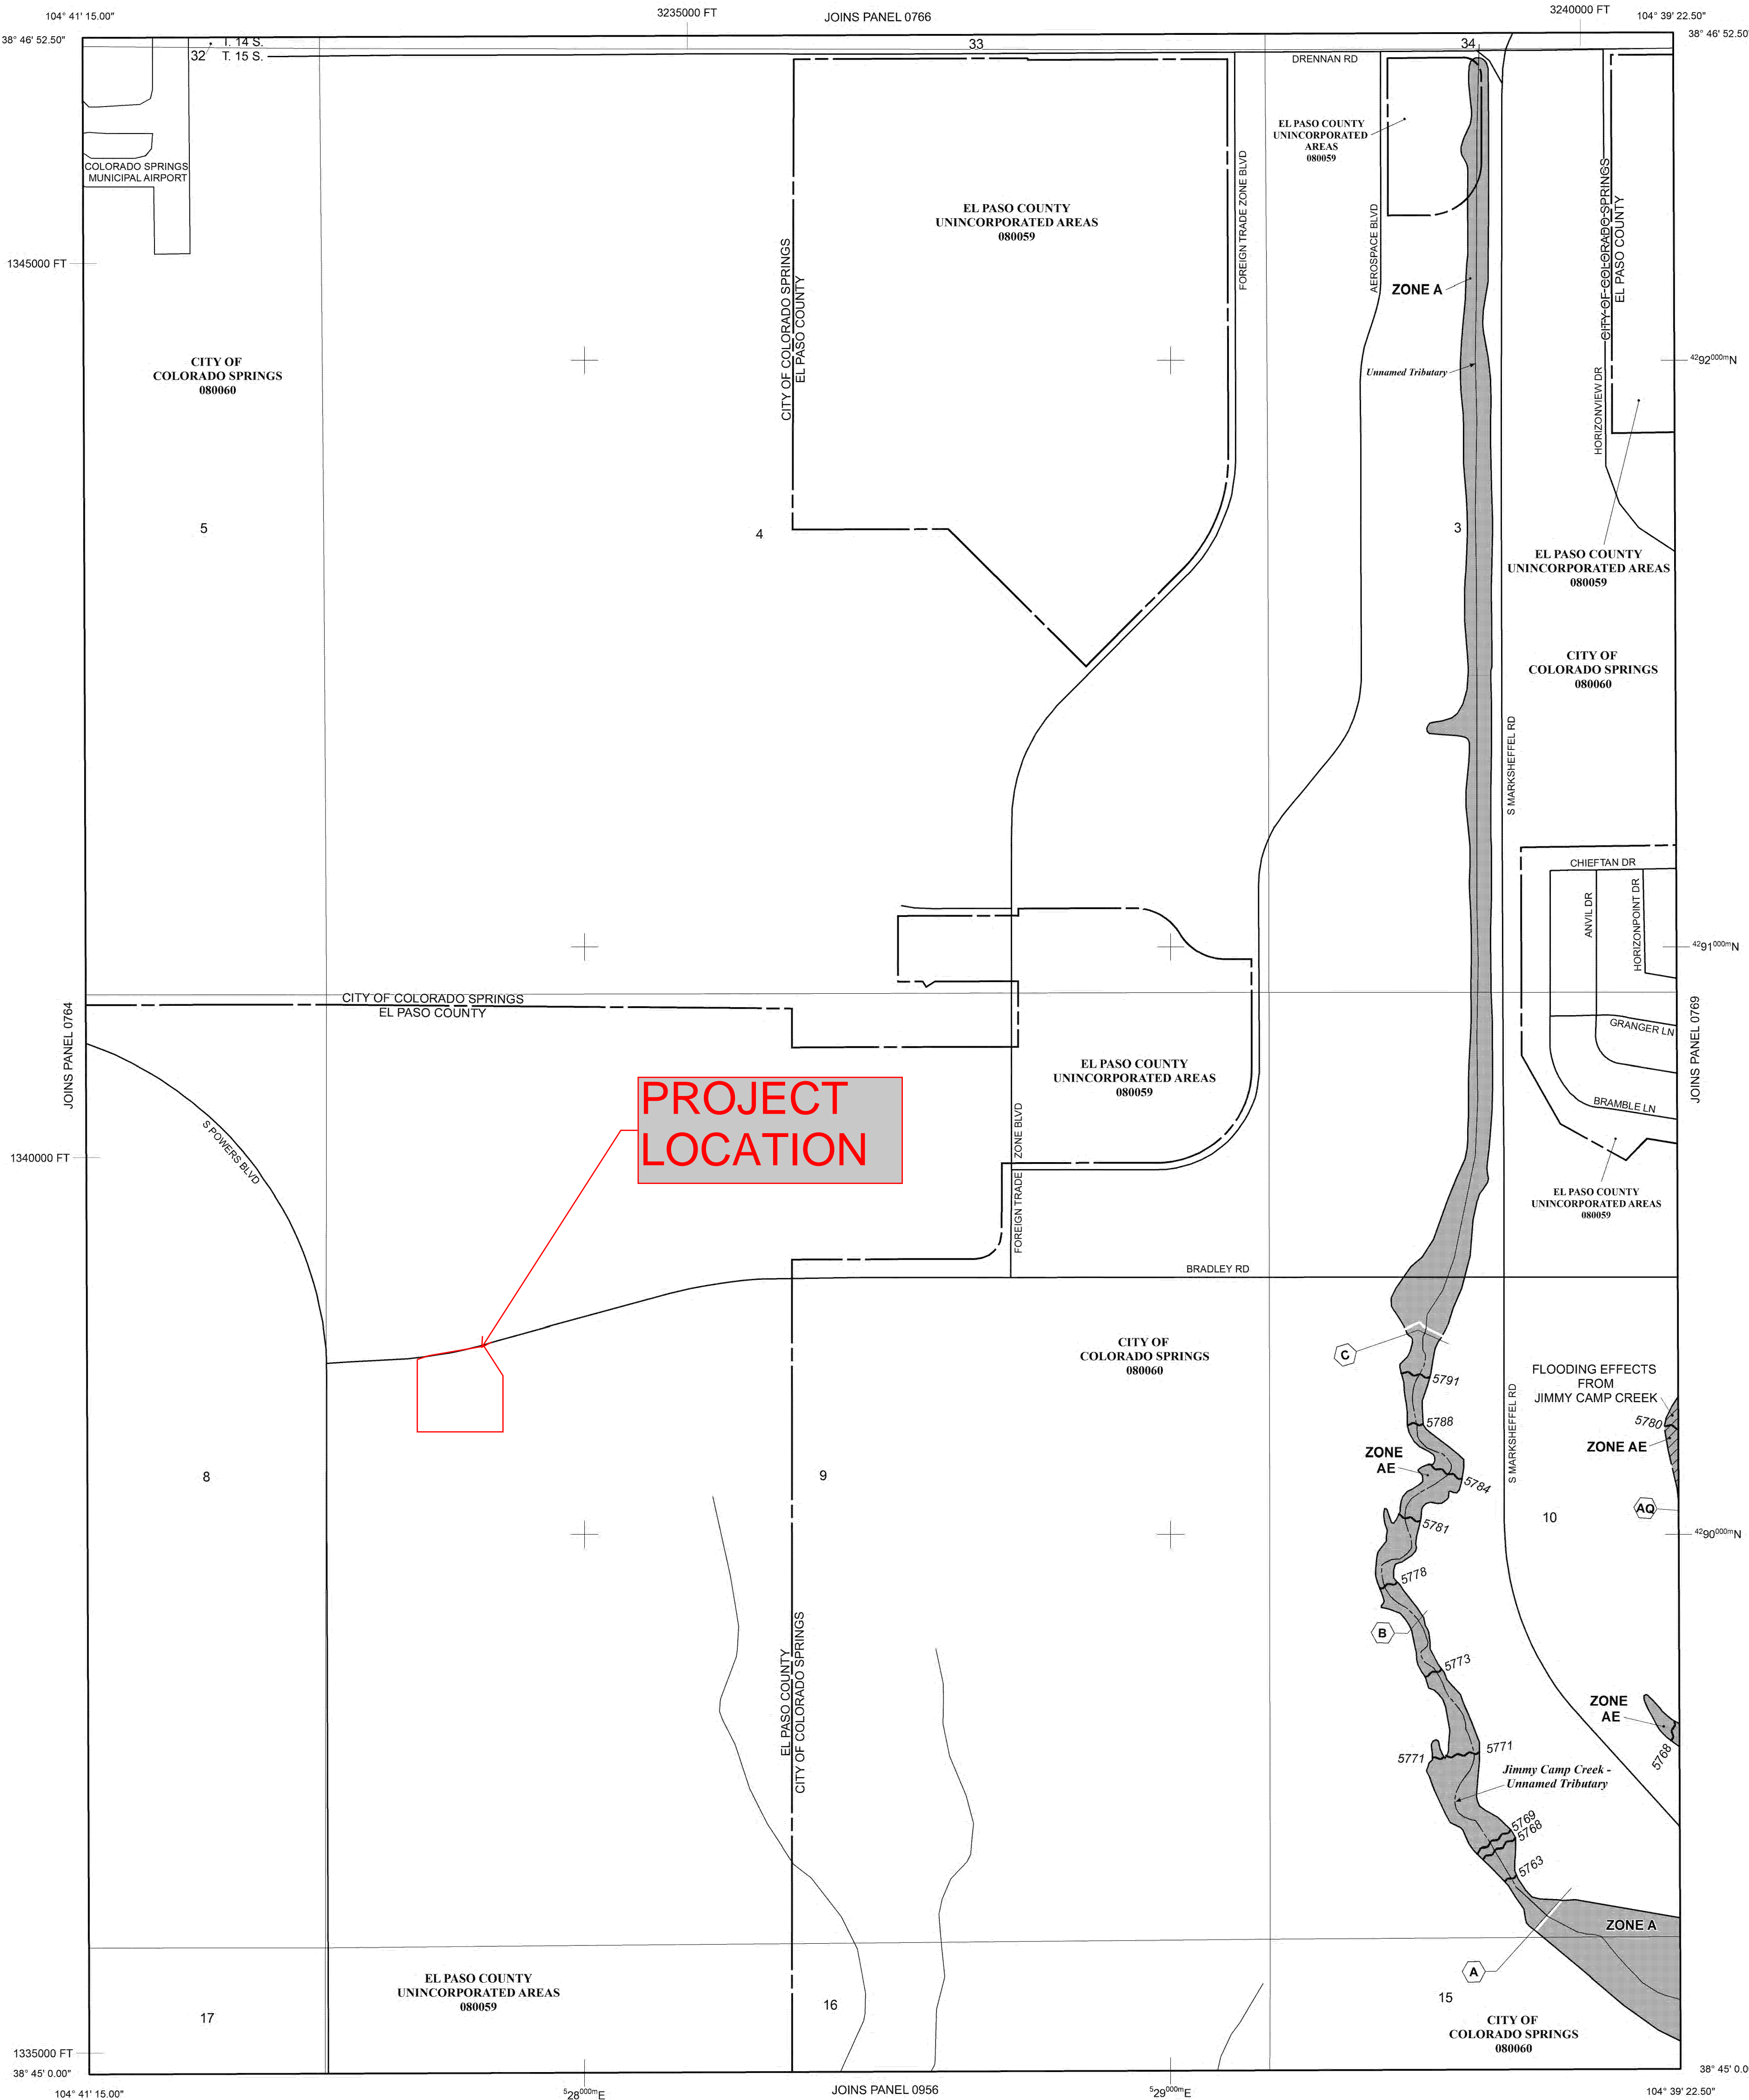 104° 41' 15.00"
3235000 FT
JOINS PANEL 0766
3240000 FT
104° 39' 22.50"
38° 46' 52.50"
38° 46' 52.50
T. 14 S.
32
T. 15 S.
33
34
DRENNAN RD
COLORADO SPRINGS
MUNICIPAL AIRPORT
EL PASO COUNTY
UNINCORPORATED
AREAS
080059
EL PASO COUNTY
UNINCORPORATED AREAS
080059
FOREIGN TRADE ZONE BLVD
AEROSPACE BLVD
CITY OF COLORADO SPRINGS
EL PASO COUNTY
CITY OF COLORADO SPRINGS
EL PASO COUNTY
1345000 FT
ZONE A
CITY OF
COLORADO SPRINGS
080060
Unnamed Tributary
4292000mN
HORIZONVIEW DR
5
4
3
EL PASO COUNTY
UNINCORPORATED AREAS
080059
CITY OF
COLORADO SPRINGS
080060
S MARKSHEFFEL RD
CHIEFTAN DR
ANVIL DR
HORIZONPOINT DR
4291000mN
CITY OF COLORADO SPRINGS
EL PASO COUNTY
JOINS PANEL 0764
JOINS PANEL 0769
GRANGER LN
BRAMBLE LN
EL PASO COUNTY
UNINCORPORATED AREAS
080059
PROJECT
LOCATION
S POWERS BLVD
1340000 FT
FOREIGN TRADE ZONE BLVD
EL PASO COUNTY
UNINCORPORATED AREAS
080059
BRADLEY RD
CITY OF
COLORADO SPRINGS
080060
C
5791
FLOODING EFFECTS
FROM
JIMMY CAMP CREEK
5788
5780
ZONE
AE
ZONE AE
S MARKSHEFFEL RD
8
9
5784
AQ
10
5781
4290000mN
5778
B
EL PASO COUNTY
CITY OF COLORADO SPRINGS
5773
ZONE
AE
5771
5771
5768
Jimmy Camp Creek -
Unnamed Tributary
5769
5768
5763
ZONE A
A
EL PASO COUNTY
UNINCORPORATED AREAS
080059
17
16
15
CITY OF
COLORADO SPRINGS
080060
1335000 FT
38° 45' 0.00"
38° 45' 0.0
104° 41' 15.00"
528000mE
JOINS PANEL 0956
529000mE
104° 39' 22.50"